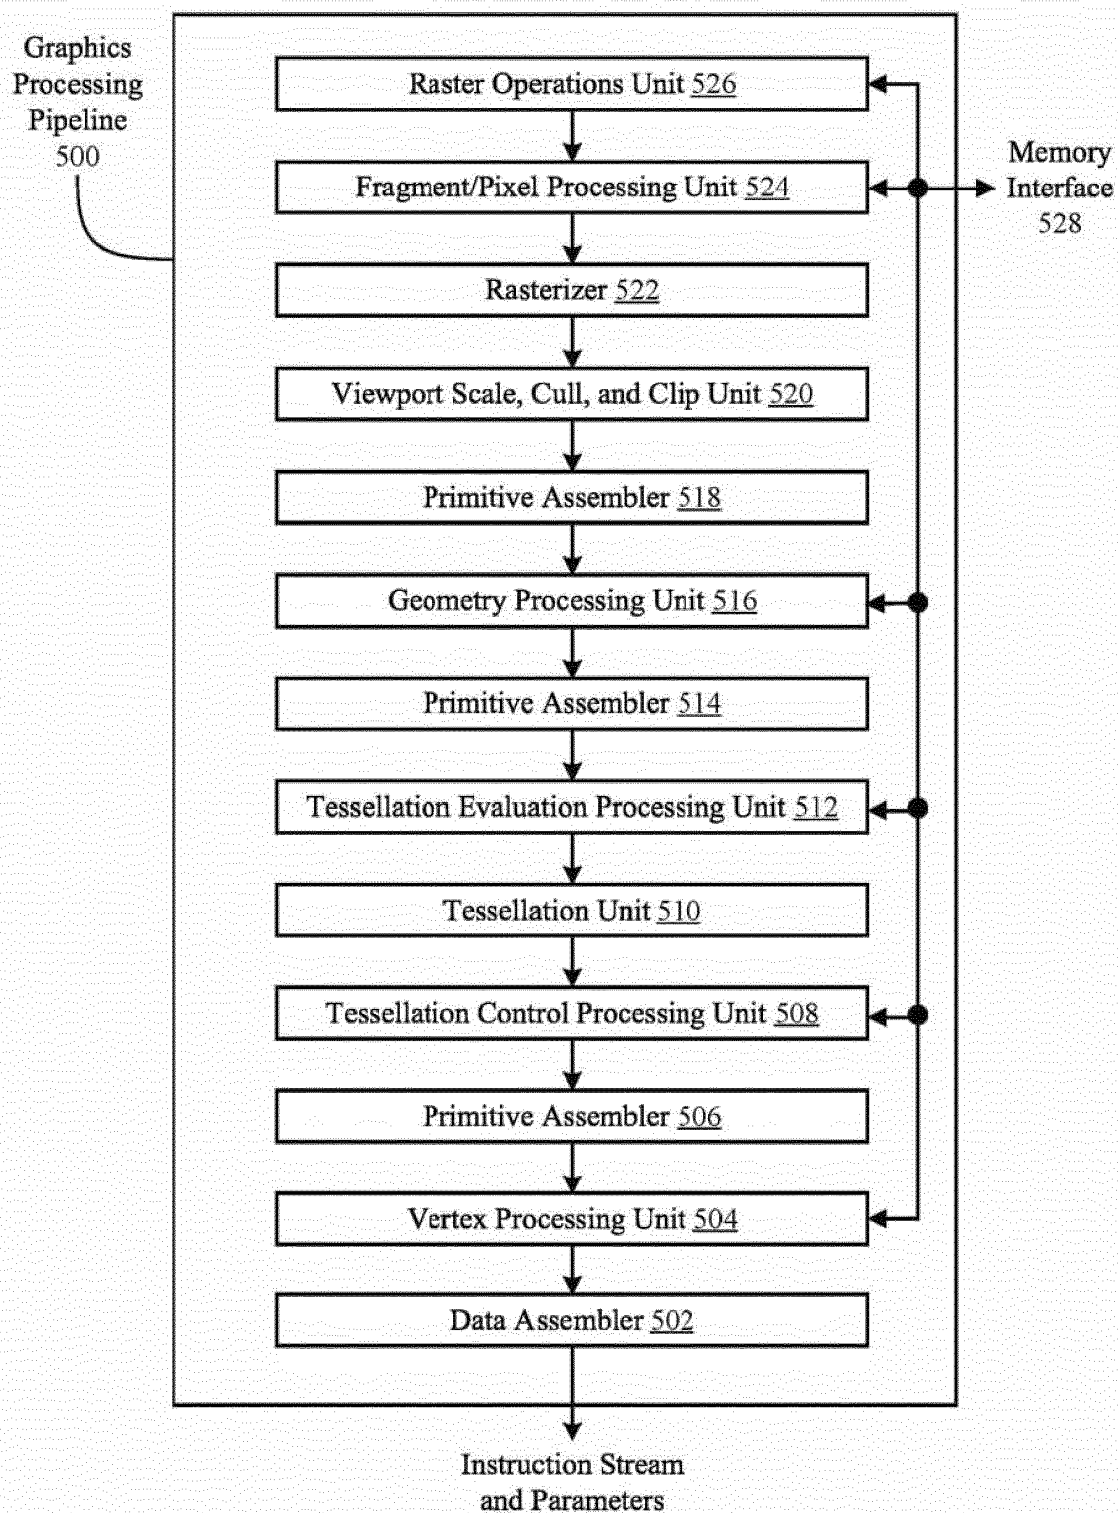 Graphics
Processing
Pipeline
500
Raster Operations Unit 526
Fragment/Pixel Processing Unit 524
Memory
Interface
528
Rasterizer 522
Viewport Scale, Cull, and Clip Unit 520
Primitive Assembler 518
Geometry Processing Unit 516
Primitive Assembler 514
Tessellation Evaluation Processing Unit 512
Tessellation Unit 510
Tessellation Control Processing Unit 508
Primitive Assembler 506
Vertex Processing Unit 504
Data Assembler 502
Instruction Stream
and Parameters